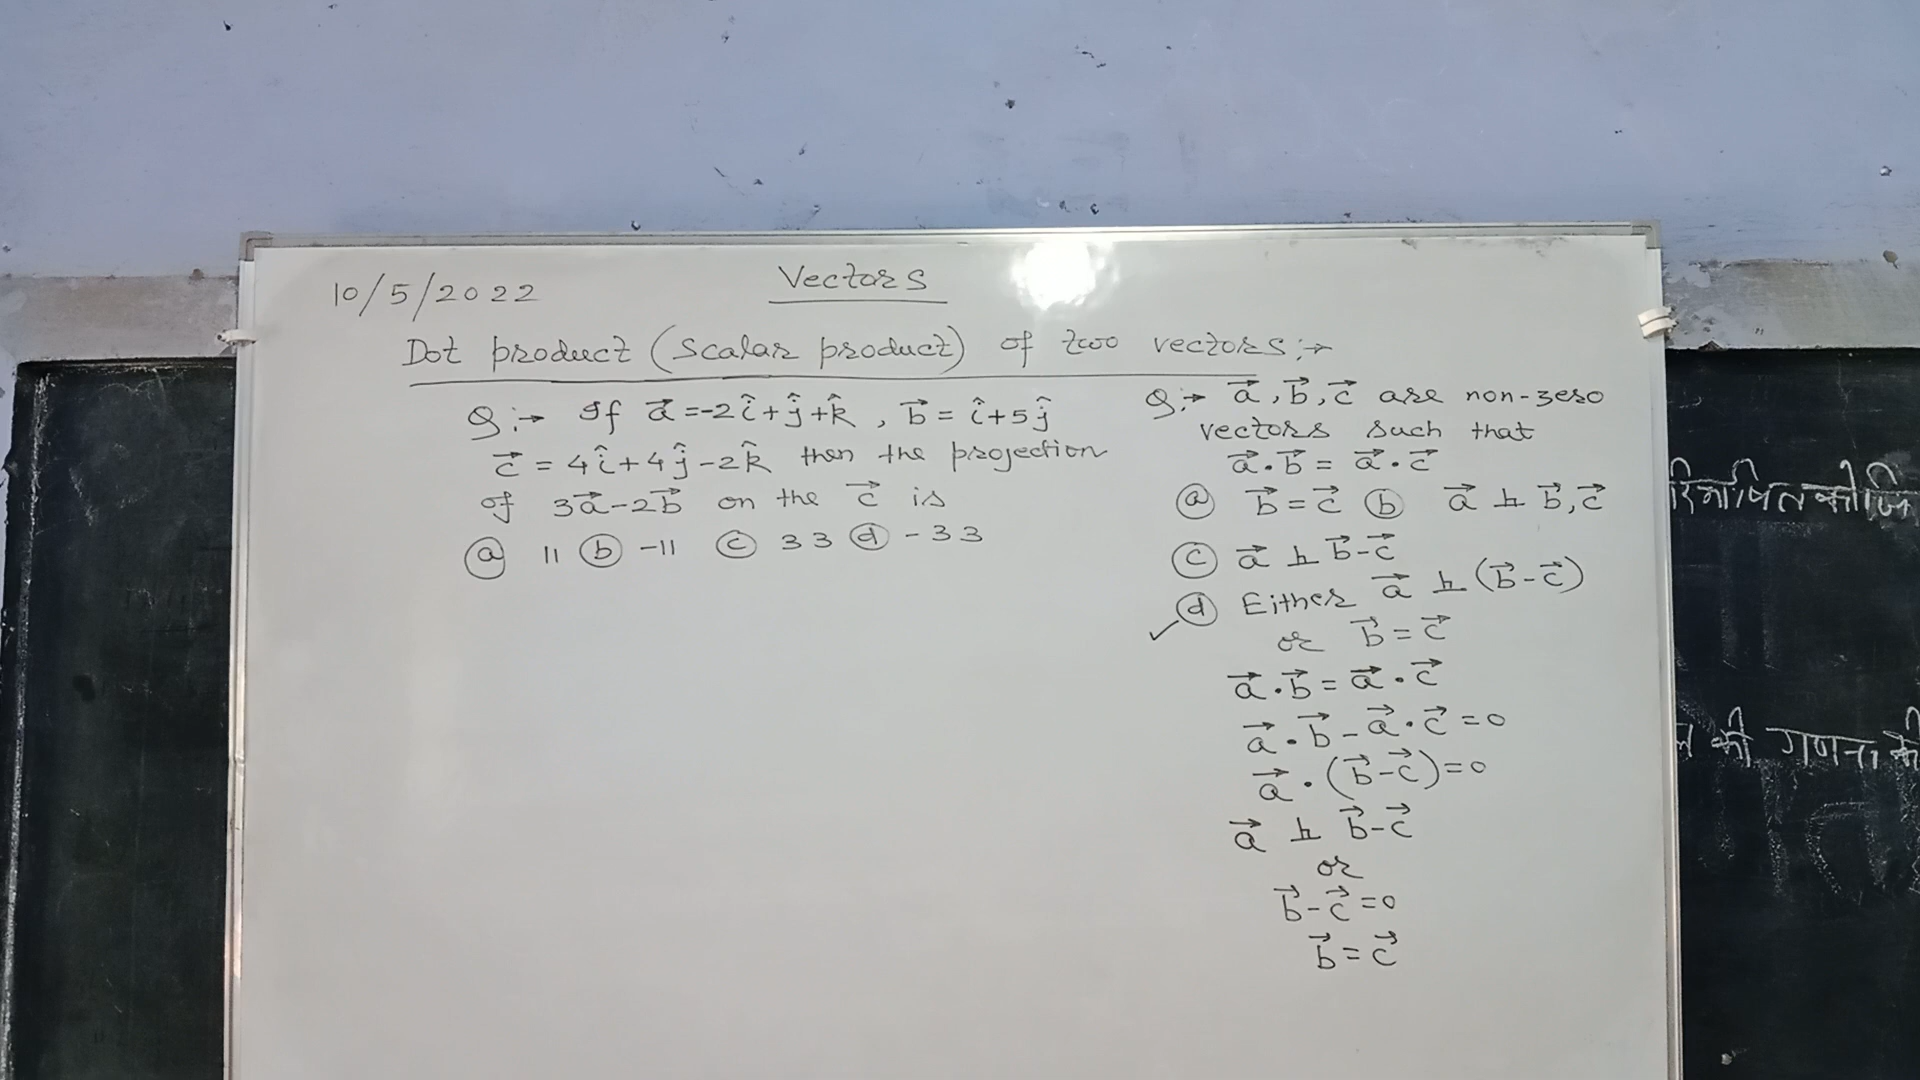 10/5/2022
Vectors
Dot product (Scalar product) of two vectors:→
Q:→ If a⃗ = -2î+ĵ+k̂ , b⃗ = î+5ĵ
c⃗ = 4î+4ĵ-2k̂ then the projection
of 3a⃗-2b⃗ on the c⃗ is
(a) 11 (b) -11 (c) 33 (d) -33
Q:→ a⃗, b⃗, c⃗ are non-zero
vectors such that
a⃗·b⃗ = a⃗·c⃗
(a) b⃗=c⃗ (b) a⃗ ⊥ b⃗,c⃗
(c) a⃗ ⊥ b⃗-c⃗
✓(d) Either a⃗ ⊥ (b⃗-c⃗)
or b⃗=c⃗
a⃗·b⃗ = a⃗·c⃗
a⃗·b⃗-a⃗·c⃗=0
a⃗·(b⃗-c⃗)=0
a⃗ ⊥ b⃗-c⃗
or
b⃗-c⃗=0
b⃗=c⃗
की गणना